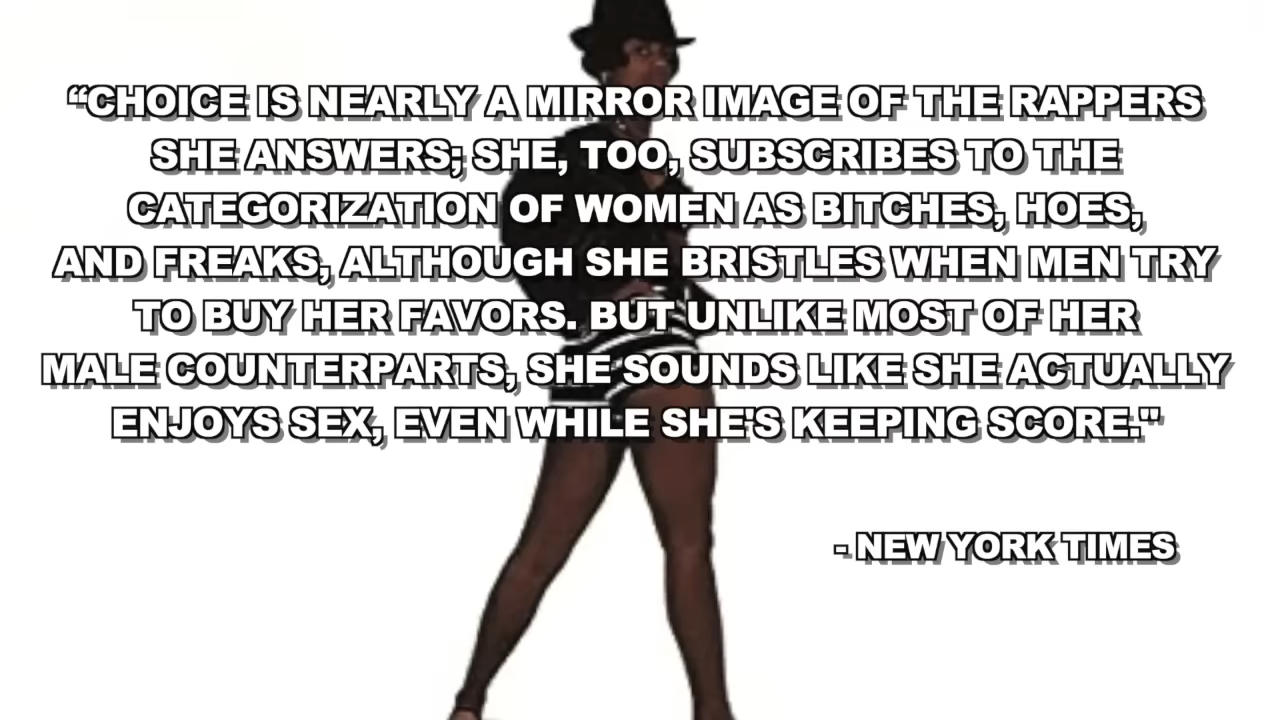 “CHOICE IS NEARLY A MIRROR IMAGE OF THE RAPPERS
SHE ANSWERS; SHE, TOO, SUBSCRIBES TO THE
CATEGORIZATION OF WOMEN AS BITCHES, HOES,
AND FREAKS, ALTHOUGH SHE BRISTLES WHEN MEN TRY
TO BUY HER FAVORS. BUT UNLIKE MOST OF HER
MALE COUNTERPARTS, SHE SOUNDS LIKE SHE ACTUALLY
ENJOYS SEX, EVEN WHILE SHE'S KEEPING SCORE."
- NEW YORK TIMES